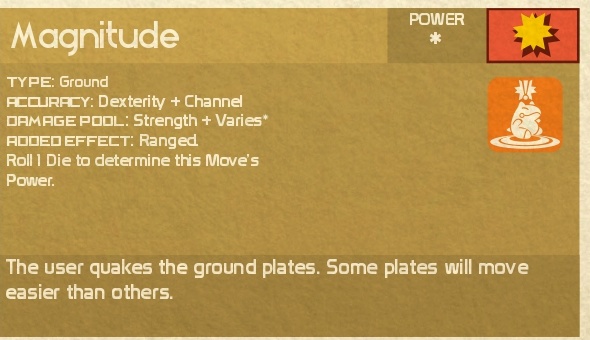 Magnitude
POWER
*
TYPE: Ground
ACCURACY: Dexterity + Channel
DAMAGE POOL: Strength + Varies*
ADDED EFFECT: Ranged.
Roll 1 Die to determine this Move's
Power.
The user quakes the ground plates. Some plates will move
easier than others.